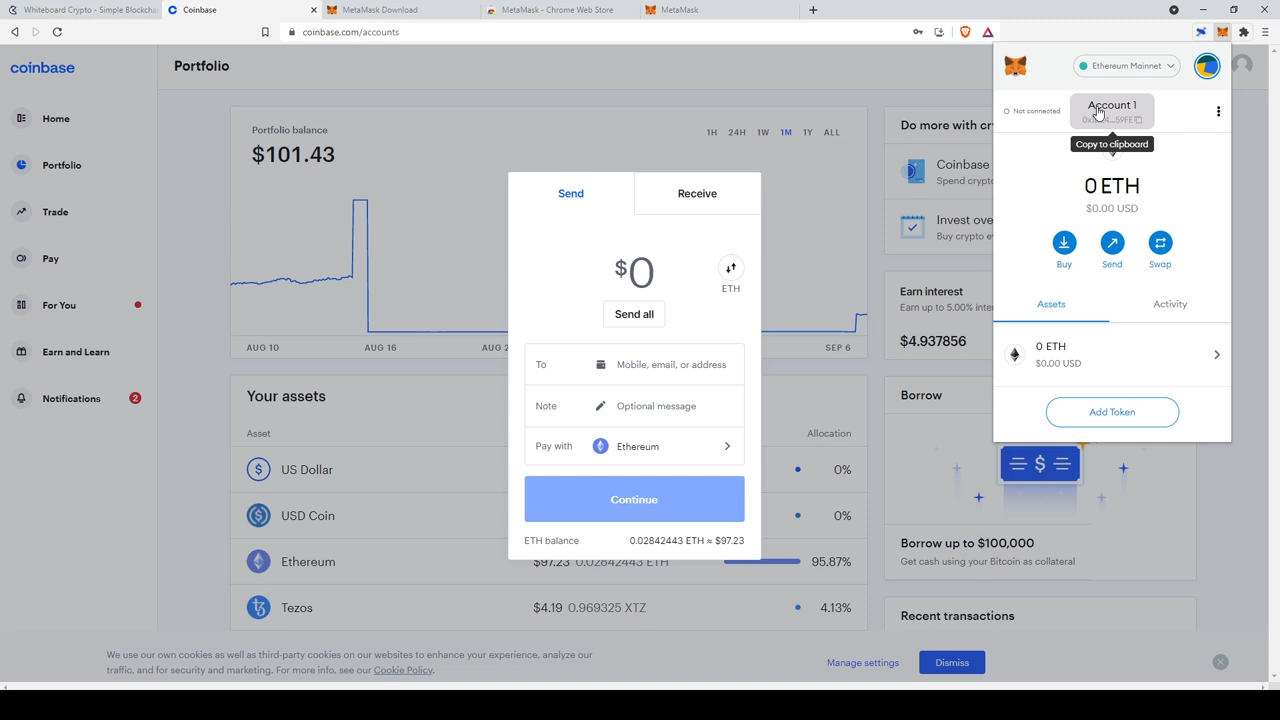 Whiteboard Crypto - Simple Blockcha
Coinbase
MetaMask Download
MetaMask - Chrome Web Store
MetaMask
coinbase.com/accounts
coinbase
Home
Portfolio
Trade
Pay
For You
Earn and Learn
Notifications
2
Portfolio
Portfolio balance
$101.43
1H 24H 1W 1M 1Y ALL
AUG 10
AUG 16
AUG 2
SEP 6
Your assets
Asset
Allocation
US Dollar
0%
USD Coin
0%
Ethereum
$97.23 0.02842443 ETH
95.87%
Tezos
$4.19 0.969325 XTZ
4.13%
Send
Receive
$0
ETH
Send all
To
Mobile, email, or address
Note
Optional message
Pay with
Ethereum
Continue
ETH balance
0.02842443 ETH ≈ $97.23
Do more with cr
Coinbase
Spend crypto
Invest ove
Buy crypto e
Earn interest
Earn up to 5.00% inter
$4.937856
Borrow
Borrow up to $100,000
Get cash using your Bitcoin as collateral
Recent transactions
Ethereum Mainnet
Not connected
Account 1
Copy to clipboard
0 ETH
$0.00 USD
Buy
Send
Swap
Assets
Activity
0 ETH
$0.00 USD
Add Token
We use our own cookies as well as third-party cookies on our websites to enhance your experience, analyze our
traffic, and for security and marketing. For more info, see our Cookie Policy.
Manage settings
Dismiss